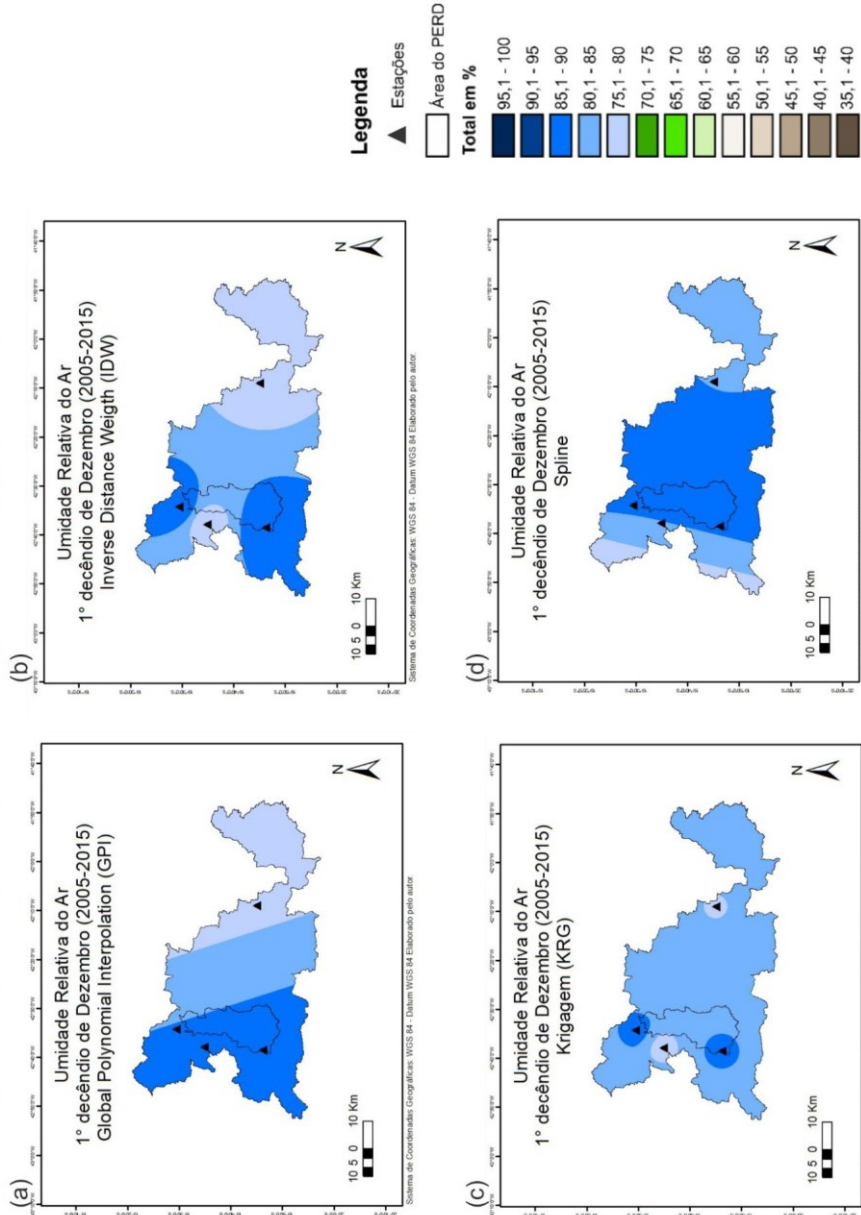 (a)
Umidade Relativa do Ar
1° decêndio de Dezembro (2005-2015)
Global Polynomial Interpolation (GPI)
N
10 5 0 10 Km
Sistema de Coordenadas Geográficas: WGS 84 - Datum WGS 84 Elaborado pelo autor
(b)
Umidade Relativa do Ar
1° decêndio de Dezembro (2005-2015)
Inverse Distance Weigth (IDW)
N
10 5 0 10 Km
Sistema de Coordenadas Geográficas: WGS 84 - Datum WGS 84 Elaborado pelo autor.
(c)
Umidade Relativa do Ar
1° decêndio de Dezembro (2005-2015)
Krigagem (KRG)
N
10 5 0 10 Km
(d)
Umidade Relativa do Ar
1° decêndio de Dezembro (2005-2015)
Spline
N
10 5 0 10 Km
Legenda
Estações
Área do PERD
Total em %
95,1 - 100
90,1 - 95
85,1 - 90
80,1 - 85
75,1 - 80
70,1 - 75
65,1 - 70
60,1 - 65
55,1 - 60
50,1 - 55
45,1 - 50
40,1 - 45
35,1 - 40